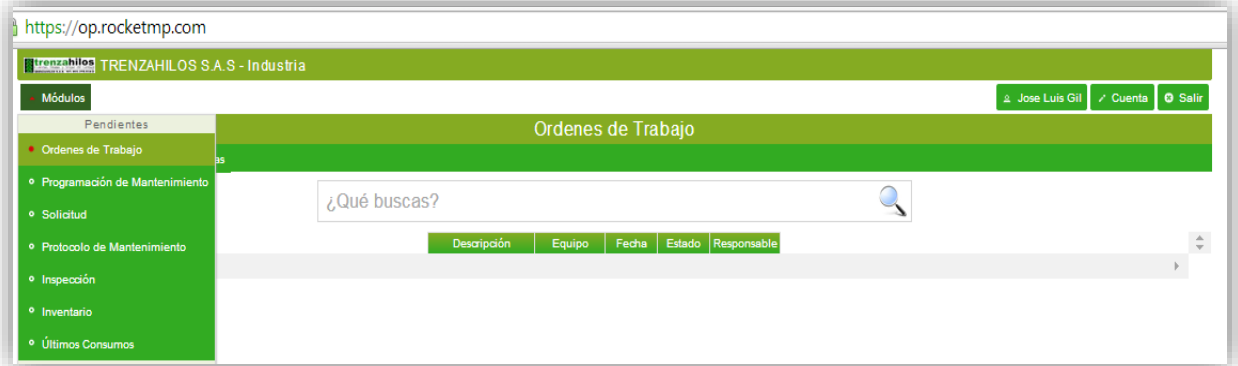 https://op.rocketmp.com
trenzahilos TRENZAHILOS S.A.S - Industria
Módulos
Jose Luis Gil
Cuenta
Salir
Pendientes
Ordenes de Trabajo
Ordenes de Trabajo
as
Programación de Mantenimiento
¿Qué buscas?
Solicitud
Protocolo de Mantenimiento
Descripción Equipo Fecha Estado Responsable
Inspección
Inventario
Últimos Consumos